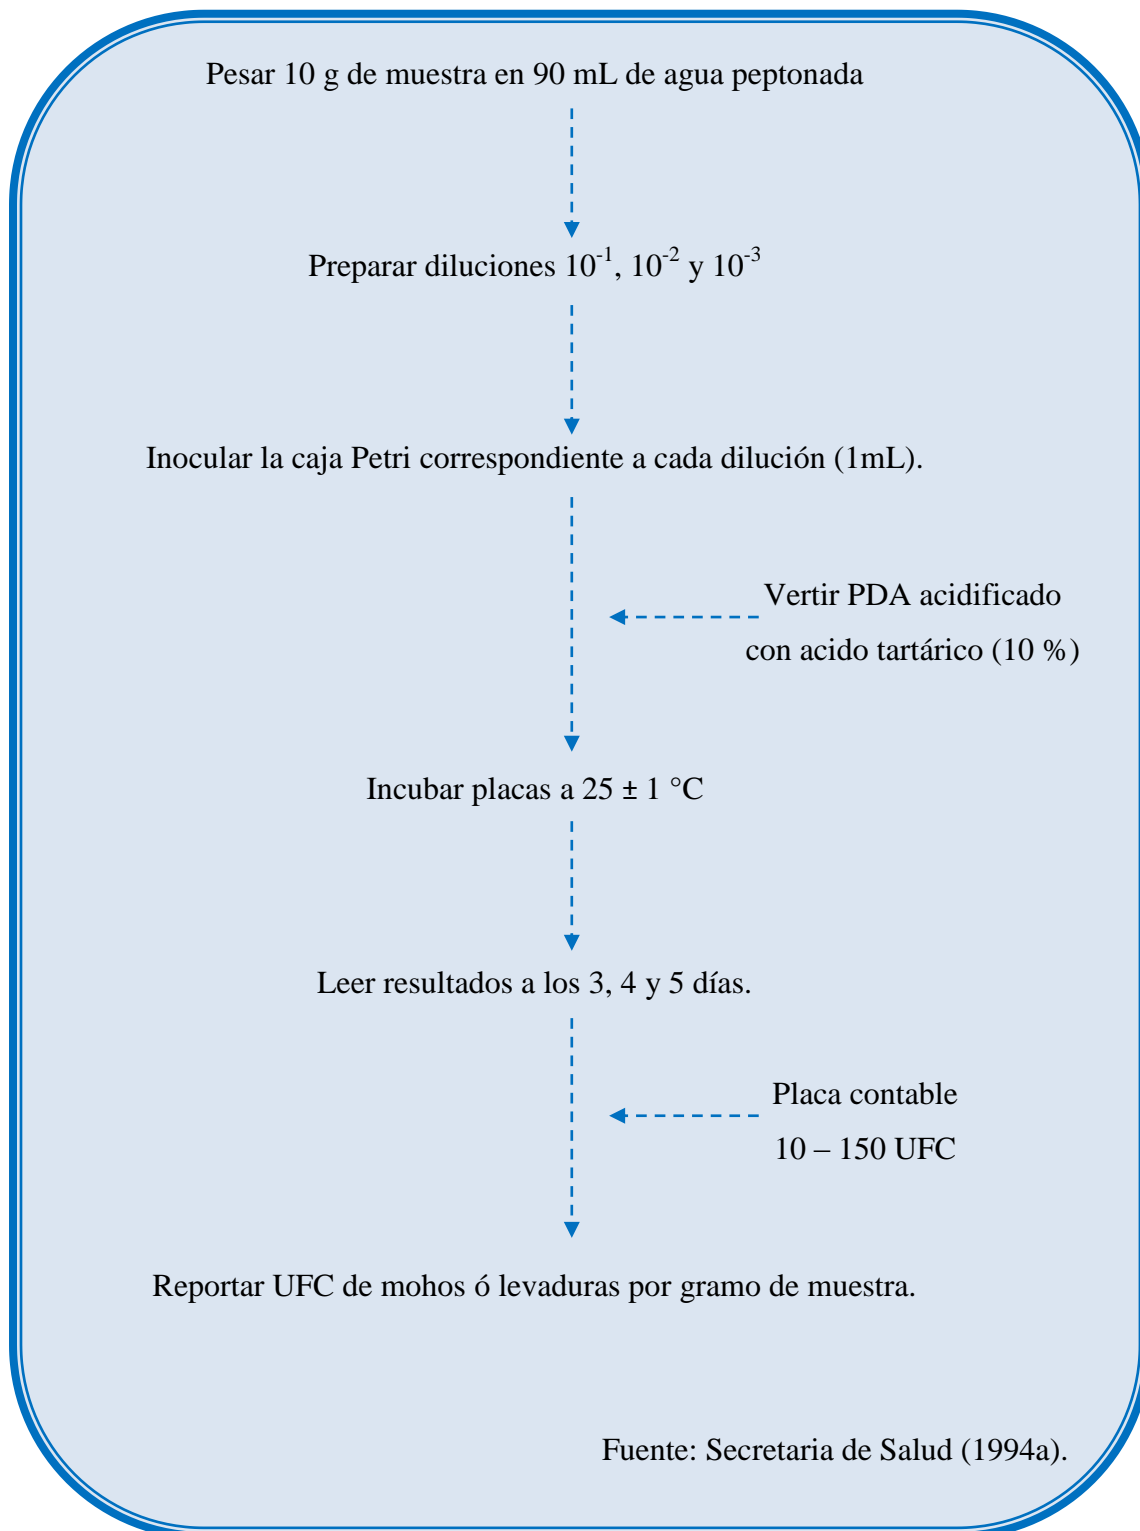 Pesar 10 g de muestra en 90 mL de agua peptonada
Preparar diluciones 10⁻¹, 10⁻² y 10⁻³
Inocular la caja Petri correspondiente a cada dilución (1mL).
Vertir PDA acidificado
con acido tartárico (10 %)
Incubar placas a 25 ± 1 °C
Leer resultados a los 3, 4 y 5 días.
Placa contable
10 – 150 UFC
Reportar UFC de mohos ó levaduras por gramo de muestra.
Fuente: Secretaria de Salud (1994a).